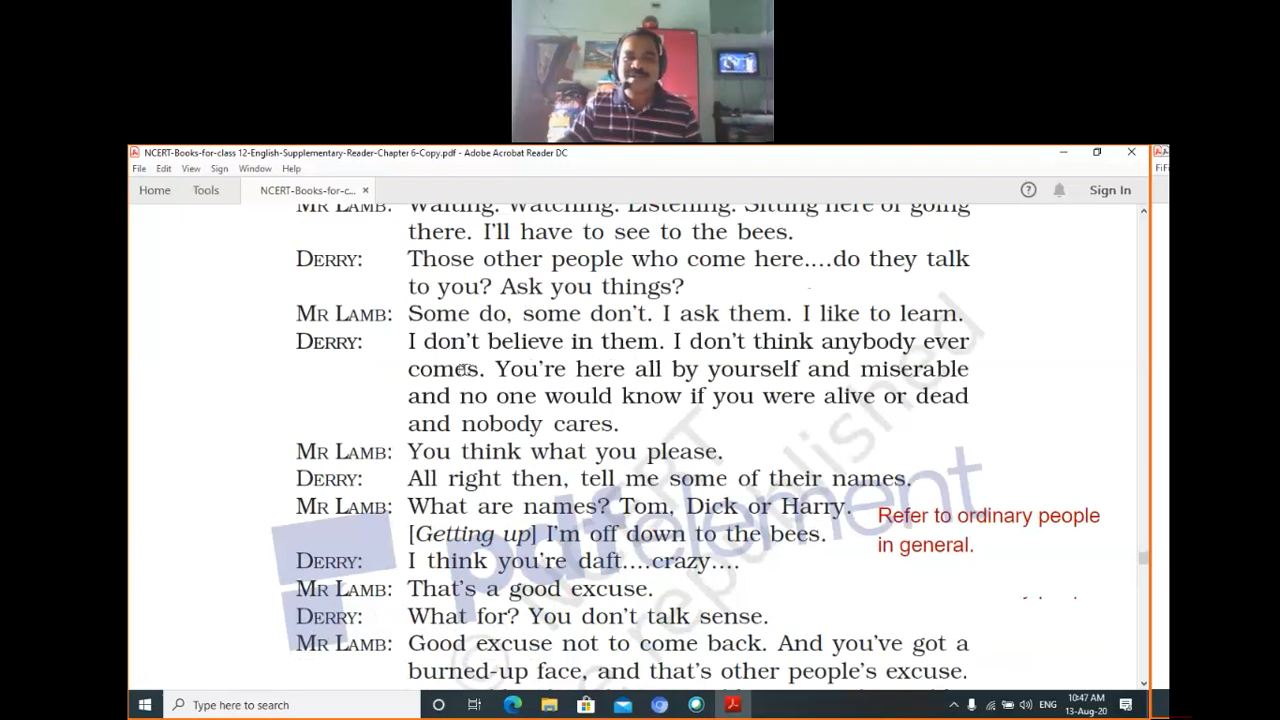 NCERT-Books-for-class 12-English-Supplementary-Reader-Chapter 6-Copy.pdf - Adobe Acrobat Reader DC
File Edit View Sign Window Help
Home Tools NCERT-Books-for-c... × Sign In
MR LAMB: Waiting. Watching. Listening. Sitting here or going
there. I'll have to see to the bees.
DERRY: Those other people who come here....do they talk
to you? Ask you things?
MR LAMB: Some do, some don't. I ask them. I like to learn.
DERRY: I don't believe in them. I don't think anybody ever
comes. You're here all by yourself and miserable
and no one would know if you were alive or dead
and nobody cares.
MR LAMB: You think what you please.
DERRY: All right then, tell me some of their names.
MR LAMB: What are names? Tom, Dick or Harry.
[Getting up] I'm off down to the bees.
Refer to ordinary people
in general.
DERRY: I think you're daft....crazy....
MR LAMB: That's a good excuse.
DERRY: What for? You don't talk sense.
MR LAMB: Good excuse not to come back. And you've got a
burned-up face, and that's other people's excuse.
pdfelement
© NCERT
be republished
Type here to search
ENG
10:47 AM
13-Aug-20